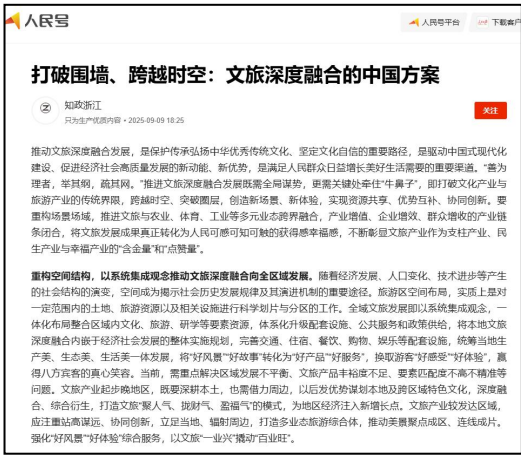 人民号
人民号平台
下载客户
打破围墙、跨越时空：文旅深度融合的中国方案
知政浙江
只为生产优质内容 • 2025-09-09 18:25
关注
推动文旅深度融合发展，是保护传承弘扬中华优秀传统文化、坚定文化自信的重要路径，是驱动中国式现代化
建设、促进经济社会高质量发展的新动能、新优势，是满足人民群众日益增长美好生活需要的重要渠道。“善为
理者，举其纲，疏其网。”推进文旅深度融合发展既需全局谋势，更需关键处牵住“牛鼻子”，即打破文化产业与
旅游产业的传统界限，跨越时空、突破圈层，创造新场景、新体验，实现资源共享、优势互补、协同创新。要
重构场景场域，推进文旅与农业、体育、工业等多元业态跨界融合，产业增值、企业增效、群众增收的产业链
条闭合，将文旅发展成果真正转化为人民可感可知可触的获得感幸福感，不断彰显文旅产业作为支柱产业、民
生产业与幸福产业的“含金量”和“点赞量”。
重构空间结构，以系统集成观念推动文旅深度融合向全区域发展。随着经济发展、人口变化、技术进步等产生
的社会结构的演变，空间成为揭示社会历史发展规律及其演进机制的重要途径。旅游区空间布局，实质上是对
一定范围内的土地、旅游资源以及相关设施进行科学划片与分区的工作。全域文旅发展即以系统集成观念，一
体化布局整合区域内文化、旅游、研学等要素资源，体系化升级配套设施、公共服务和政策供给，将本地文旅
深度融合内嵌于经济社会发展的整体实施规划，完善交通、住宿、餐饮、购物、娱乐等配套设施，统筹当地生
产美、生态美、生活美一体发展，将“好风景”“好故事”转化为“好产品”“好服务”，换取游客“好感受”“好体验”，赢
得八方宾客的真心笑容。当前，需重点解决区域发展不平衡、文旅产品丰裕度不足、要素匹配度不高不精准等
问题。文旅产业起步晚地区，既要深耕本土，也需借力周边，以后发优势谋划本地及跨区域特色文化，深度融
合、综合衍生，打造文旅“聚人气、拢财气、盈福气”的模式，为地区经济注入新增长点。文旅产业较发达区域，
应注重站高谋远、协同创新，立足当地、辐射周边，打造多业态旅游综合体，推动美景聚点成区、连线成片。
强化“好风景”“好体验”综合服务，以文旅“一业兴”撬动“百业旺”。